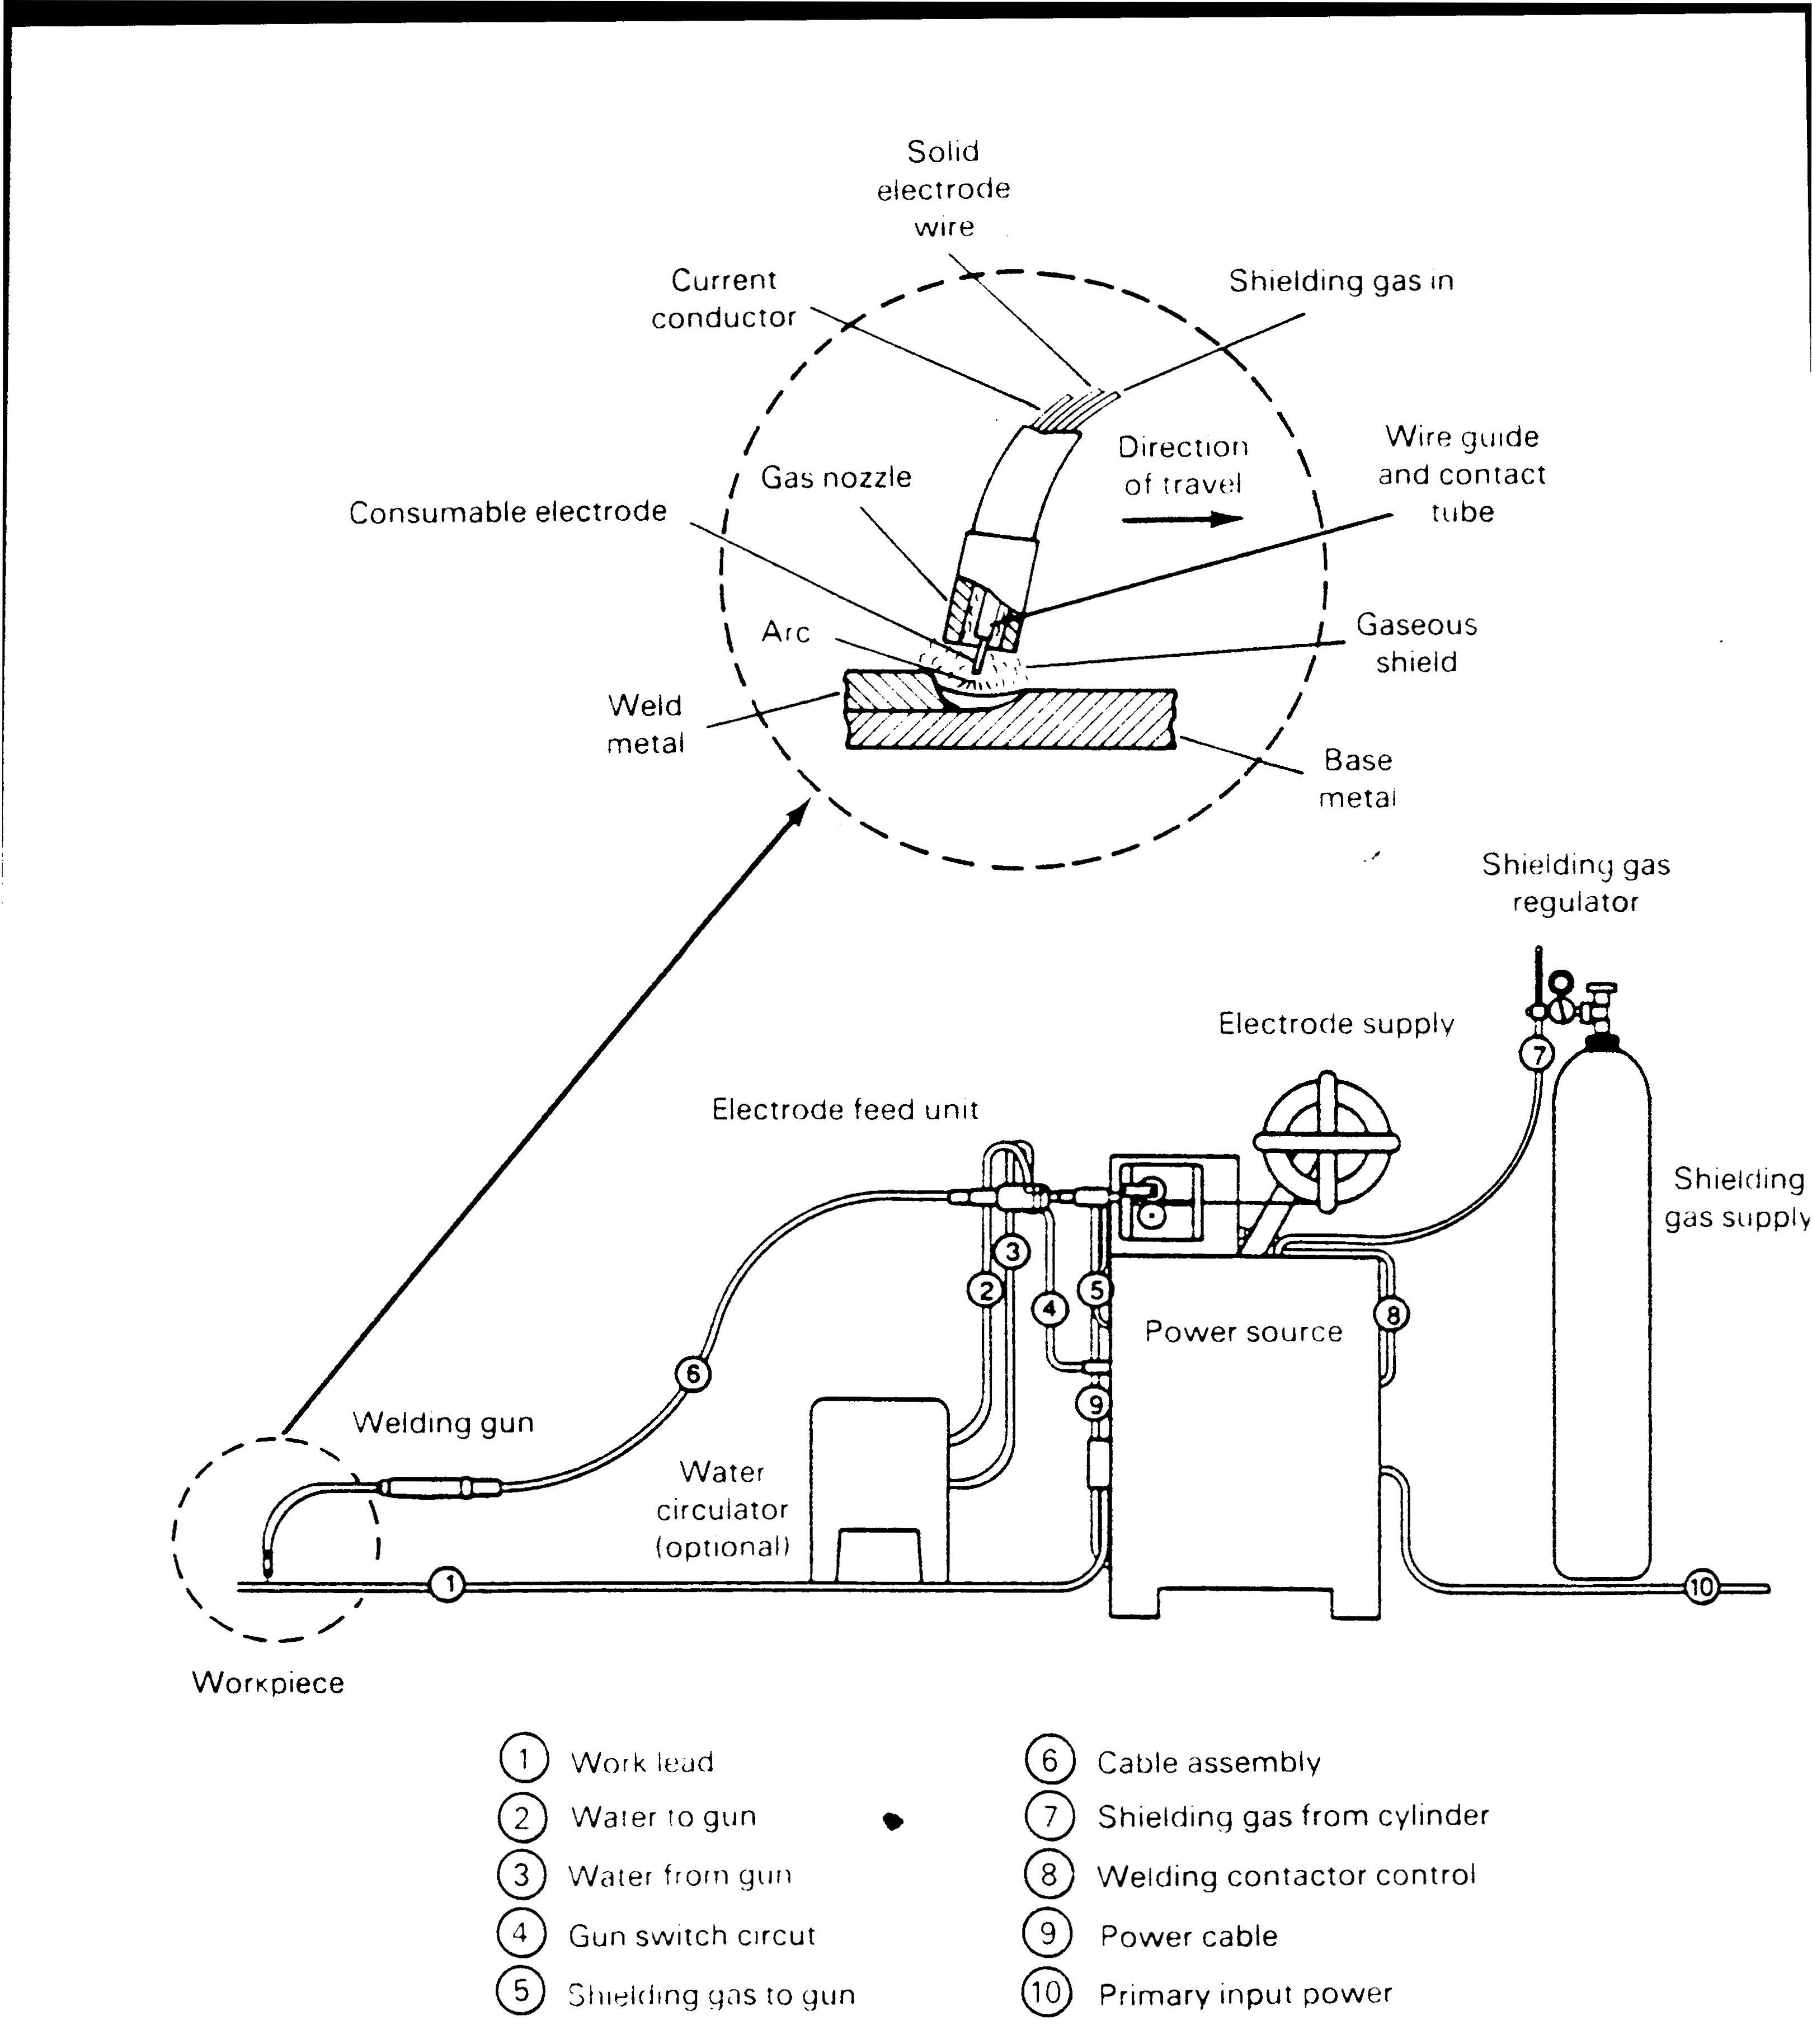 Solid
electrode
wire
Current
conductor
Shielding gas in
Direction
of travel
Wire guide
and contact
tube
Gas nozzle
Consumable electrode
Arc
Gaseous
shield
Weld
metal
Base
metal
Shielding gas
regulator
Electrode supply
7
Electrode feed unit
Shielding
gas supply
3
2
5
4
8
Power source
6
9
Welding gun
Water
circulator
(optional)
1
10
Workpiece
1 Work lead
2 Water to gun
3 Water from gun
4 Gun switch circut
5 Shielding gas to gun
6 Cable assembly
7 Shielding gas from cylinder
8 Welding contactor control
9 Power cable
10 Primary input power